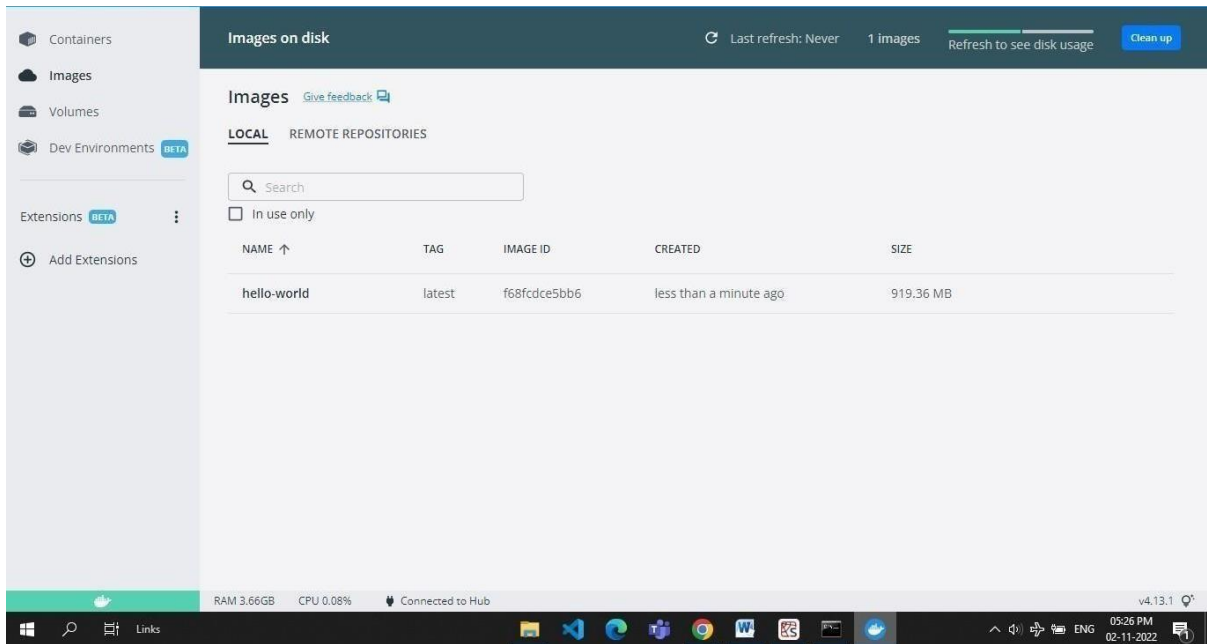 Containers
Images
Volumes
Dev Environments BETA
Extensions BETA
Add Extensions
Images on disk
Last refresh: Never
1 images
Refresh to see disk usage
Clean up
Images Give feedback
LOCAL REMOTE REPOSITORIES
Search
In use only
NAME TAG IMAGE ID CREATED SIZE
hello-world latest f68fcdce5bb6 less than a minute ago 919.36 MB
RAM 3.66GB CPU 0.08% Connected to Hub v4.13.1
Links
ENG
05:26 PM
02-11-2022